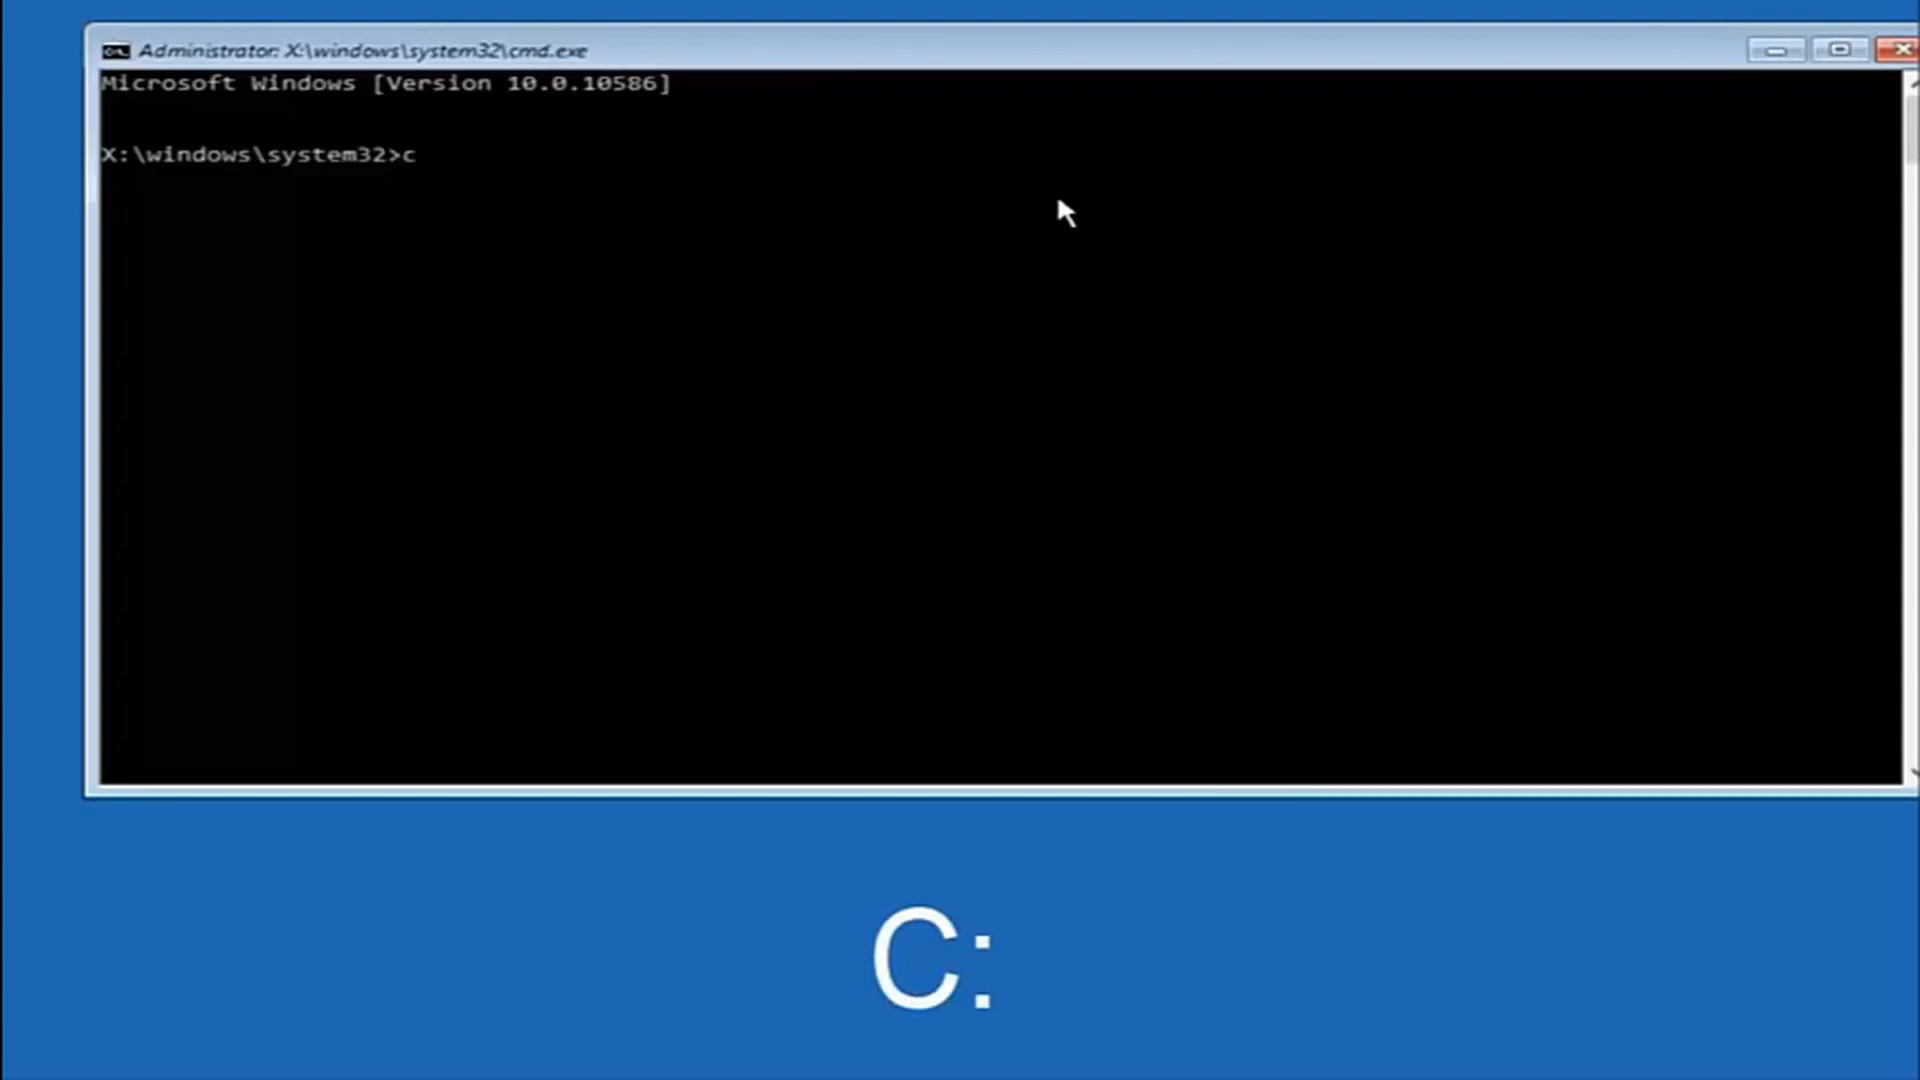 Administrator: X:\windows\system32\cmd.exe
Microsoft Windows [Version 10.0.10586]
X:\windows\system32>c
C: